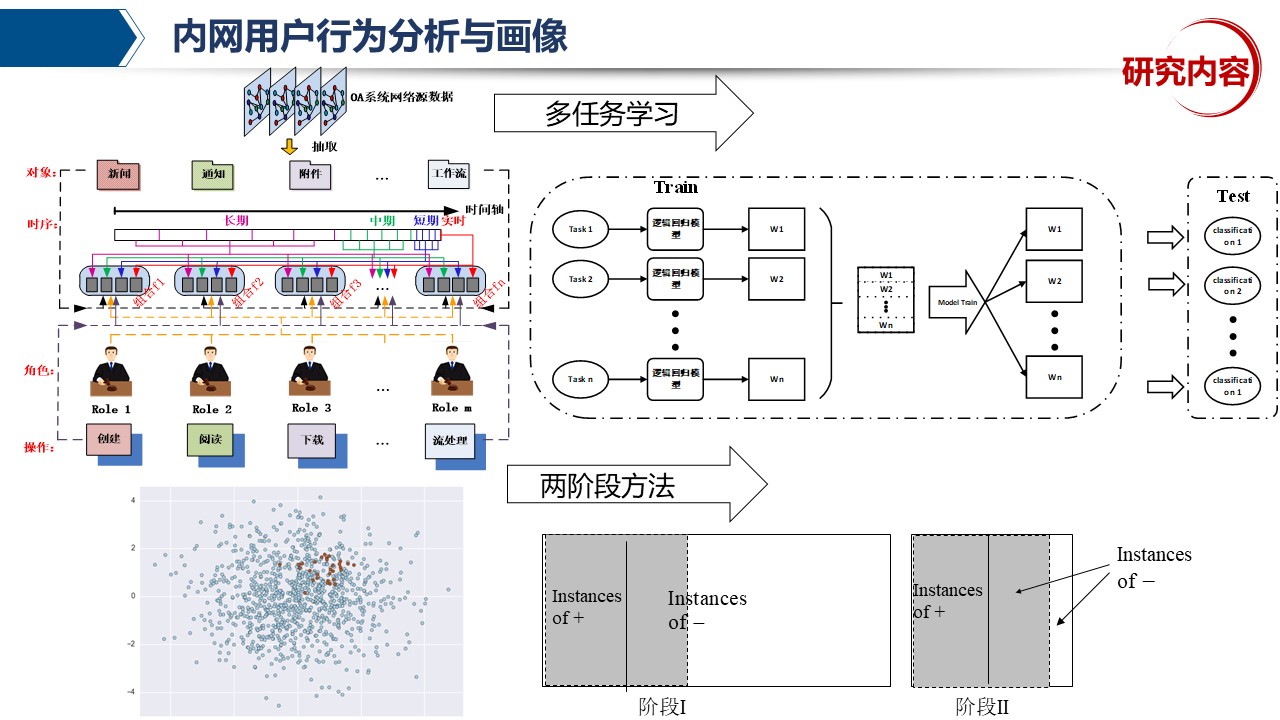 内网用户行为分析与画像
研究内容
OA系统网络源数据
抽取
对象:
新闻
通知
附件
...
工作流
时间轴
时序:
长期
中期
短期
实时
组合f1
组合f2
组合f3
...
组合fn
角色:
...
Role 1
Role 2
Role 3
Role m
操作:
创建
阅读
下载
...
流处理
4
2
0
−2
−4
多任务学习
Train
Task 1
逻辑回归模
型
W1
Task 2
逻辑回归模
型
W2
Task n
逻辑回归模
型
Wn
W1
W2
Wn
Model Train
W1
W2
Wn
Test
classificati
on 1
classificati
on 2
classificati
on 1
两阶段方法
Instances
of +
Instances
of −
阶段I
Instances
of +
Instances
of −
阶段II